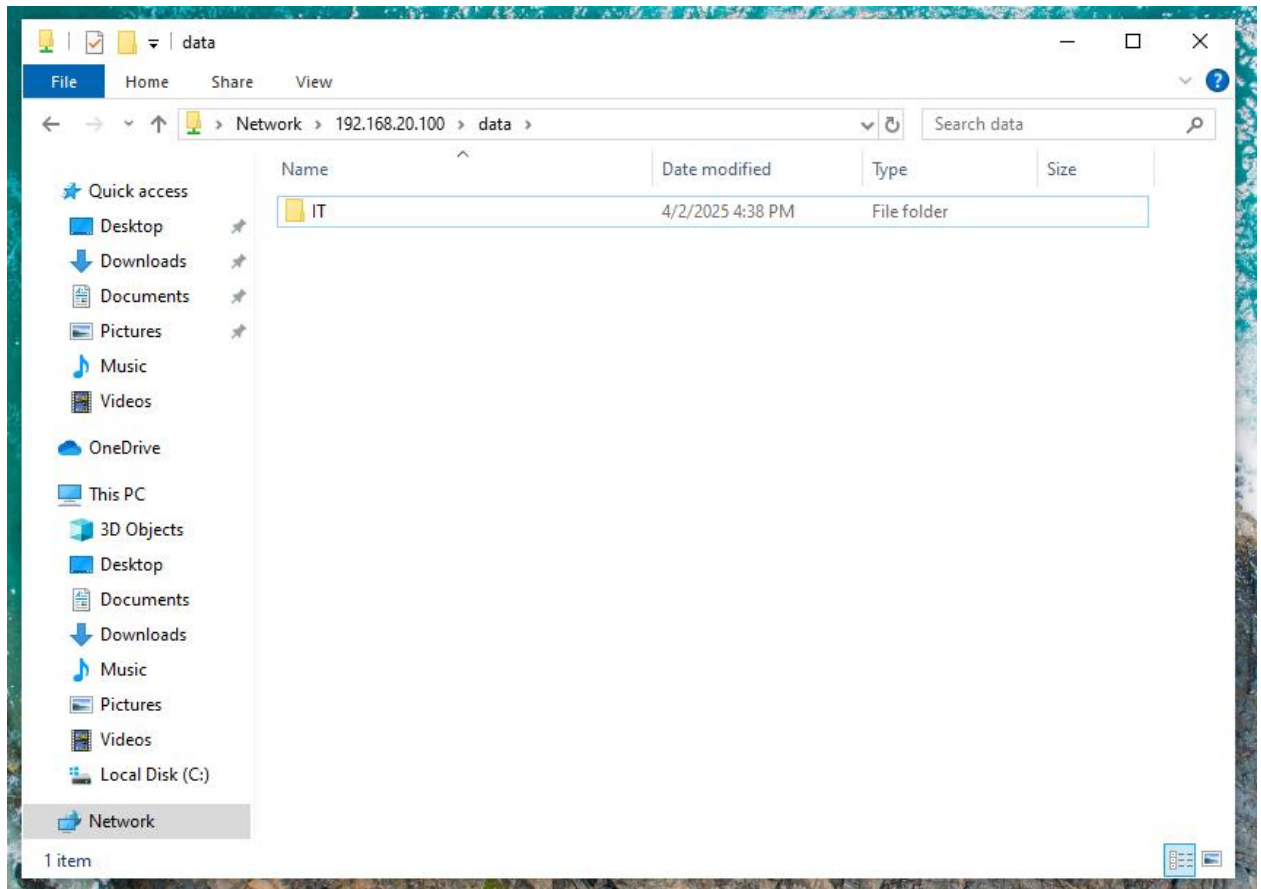 data
File Home Share View
Network > 192.168.20.100 > data >
Search data
Name Date modified Type Size
Quick access
IT 4/2/2025 4:38 PM File folder
Desktop
Downloads
Documents
Pictures
Music
Videos
OneDrive
This PC
3D Objects
Desktop
Documents
Downloads
Music
Pictures
Videos
Local Disk (C:)
Network
1 item